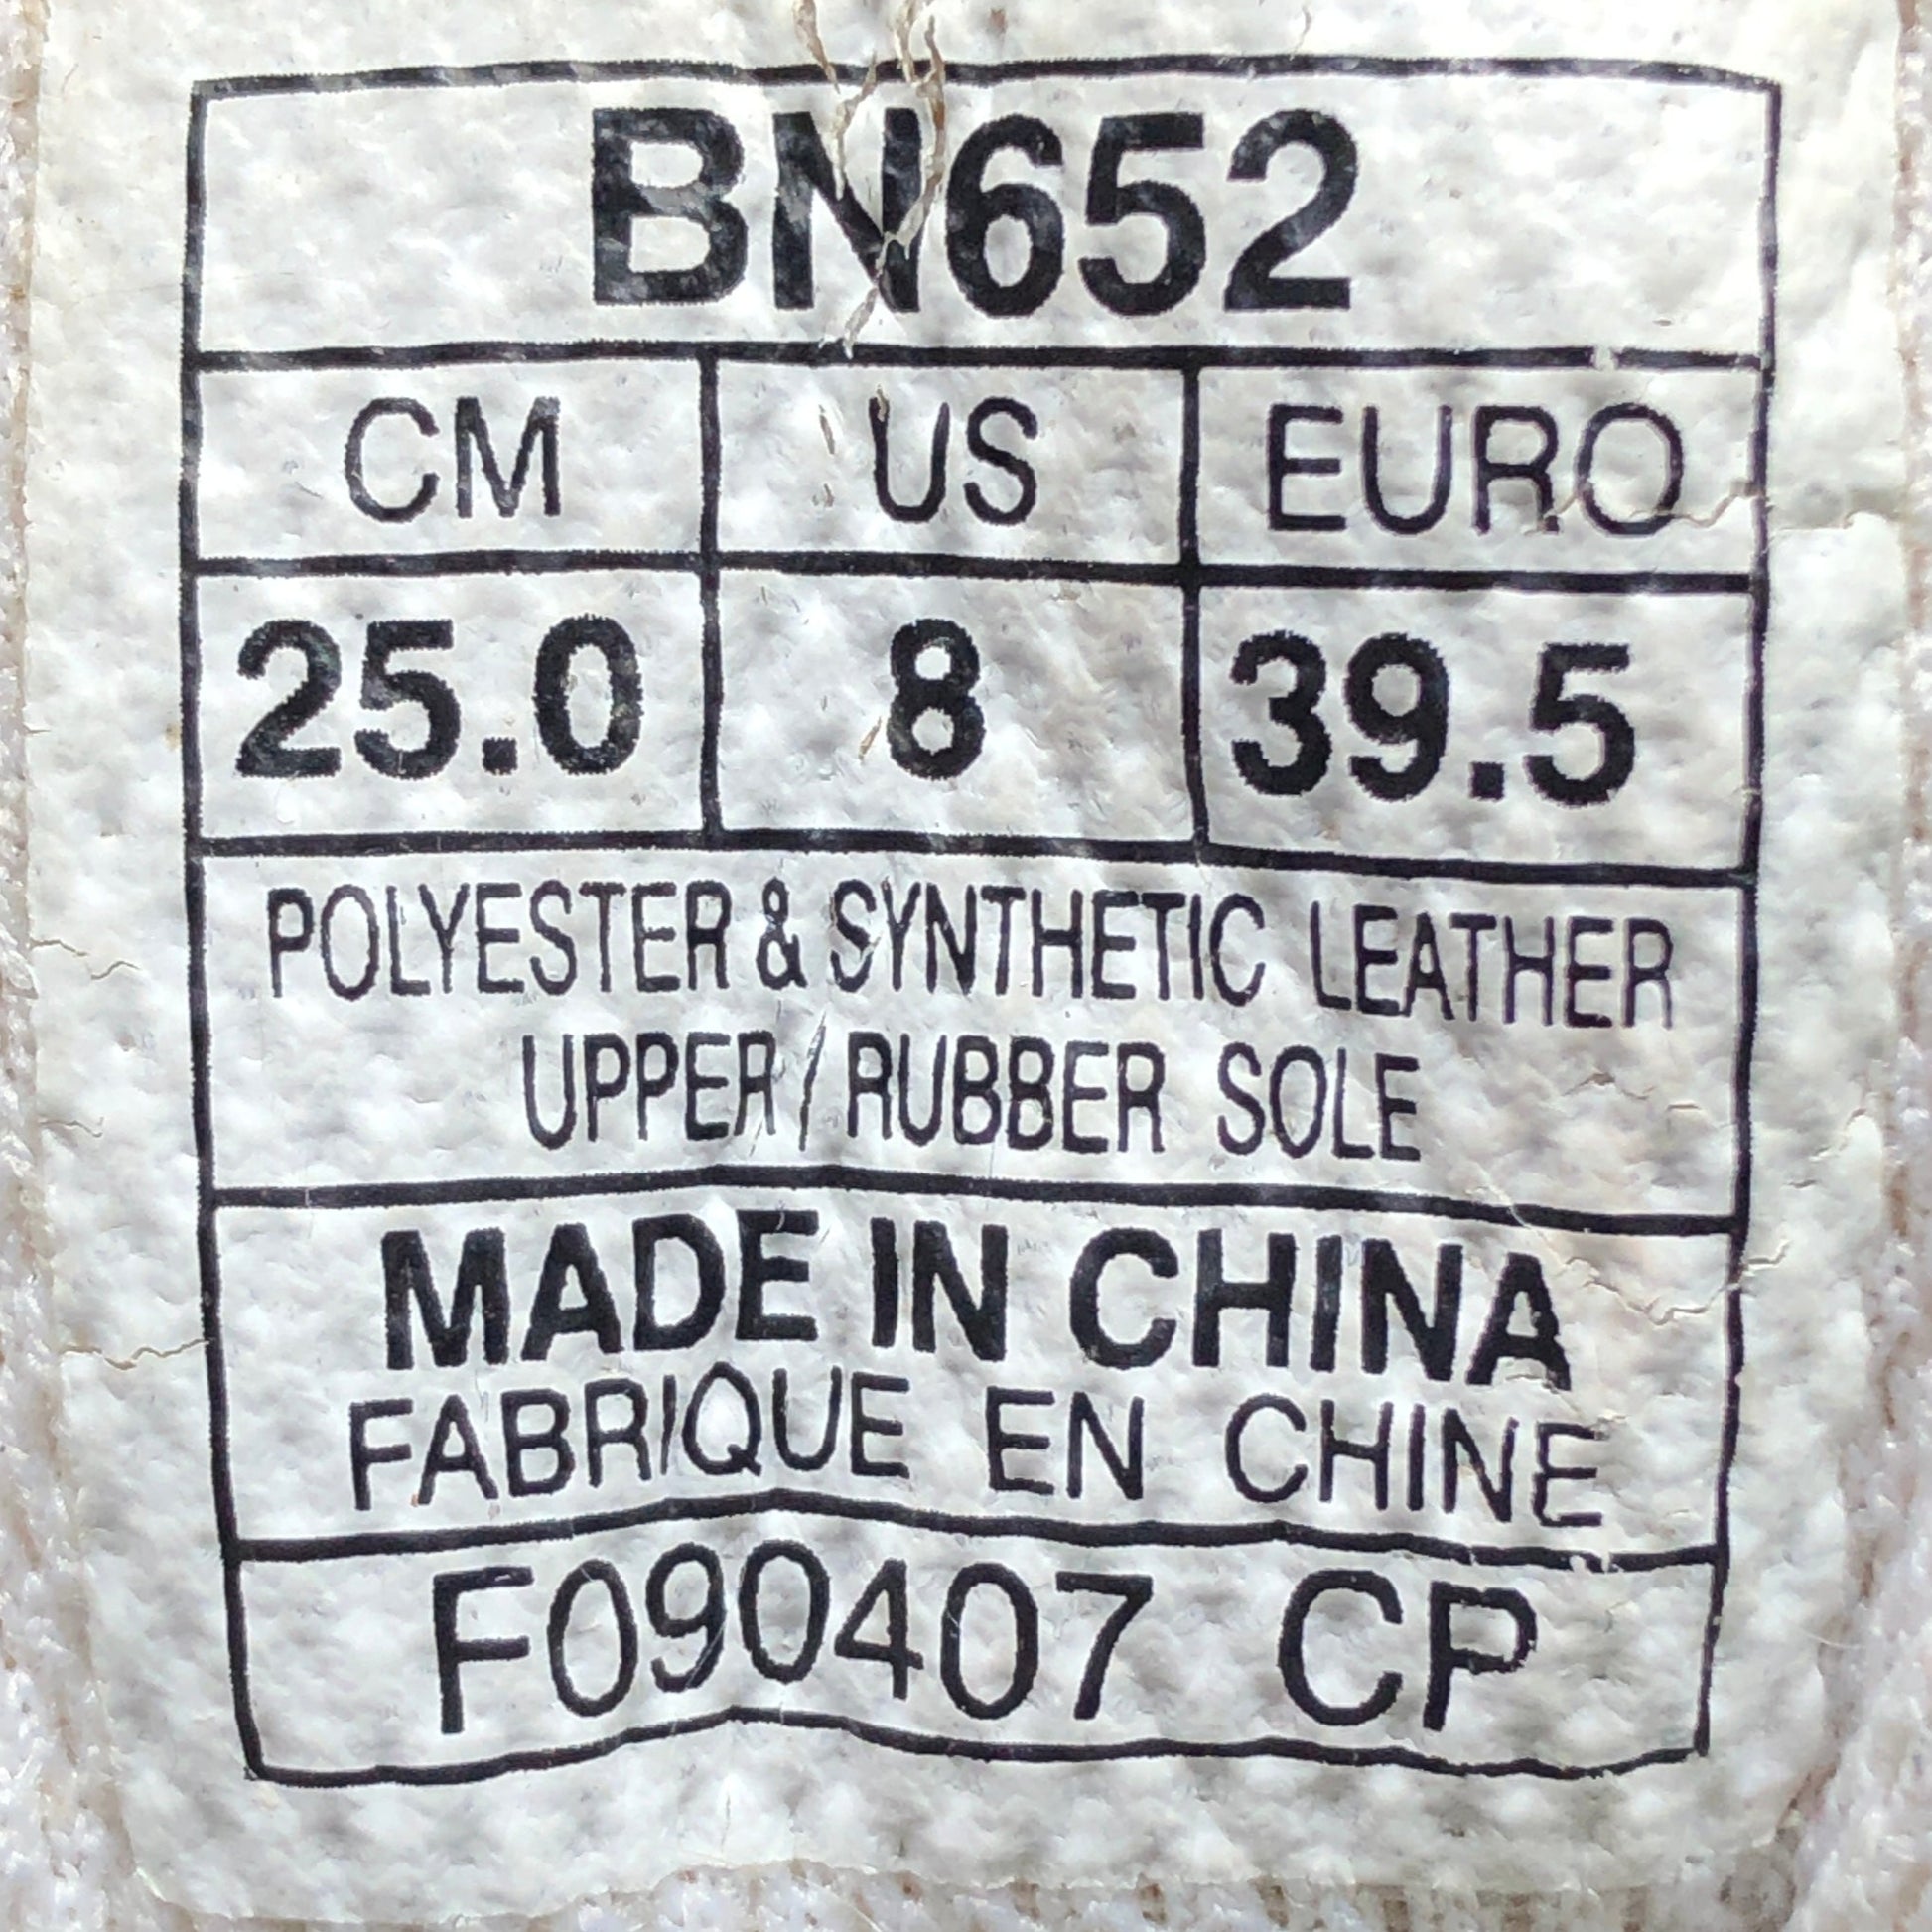 BN652
CM US EURO
25.0 8 39.5
POLYESTER & SYNTHETIC LEATHER
UPPER / RUBBER SOLE
MADE IN CHINA
FABRIQUE EN CHINE
F090407 CP